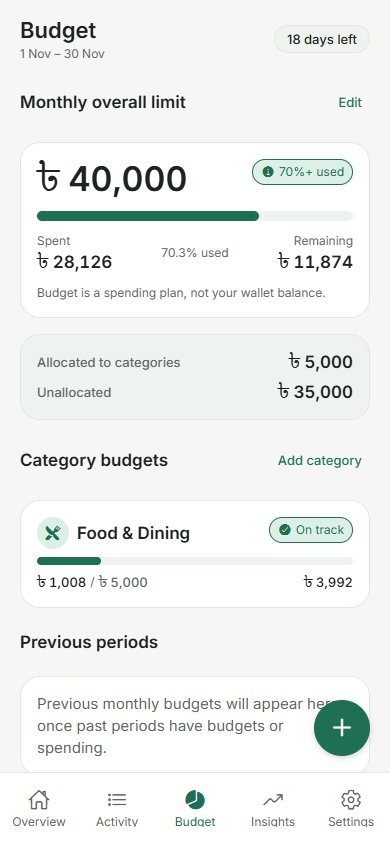 Budget
1 Nov – 30 Nov
18 days left
Monthly overall limit
Edit
৳ 40,000
70%+ used
Spent
৳ 28,126
70.3% used
Remaining
৳ 11,874
Budget is a spending plan, not your wallet balance.
Allocated to categories
৳ 5,000
Unallocated
৳ 35,000
Category budgets
Add category
Food & Dining
On track
৳ 1,008 / ৳ 5,000
৳ 3,992
Previous periods
Previous monthly budgets will appear here
once past periods have budgets or
spending.
Overview
Activity
Budget
Insights
Settings